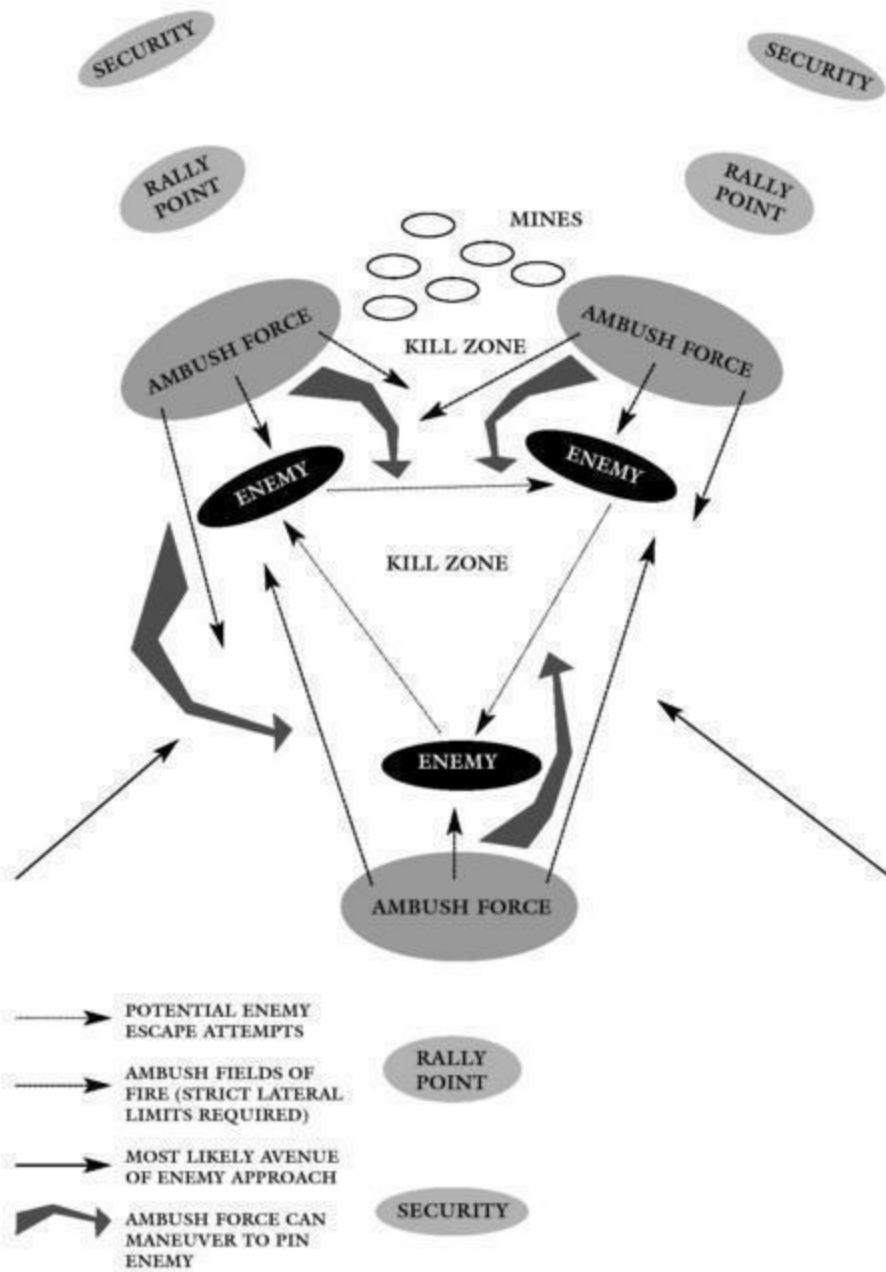 SECURITY
SECURITY
RALLY
POINT
RALLY
POINT
MINES
AMBUSH FORCE
AMBUSH FORCE
KILL ZONE
ENEMY
ENEMY
KILL ZONE
ENEMY
AMBUSH FORCE
POTENTIAL ENEMY
ESCAPE ATTEMPTS
AMBUSH FIELDS OF
FIRE (STRICT LATERAL
LIMITS REQUIRED)
MOST LIKELY AVENUE
OF ENEMY APPROACH
AMBUSH FORCE CAN
MANEUVER TO PIN
ENEMY
RALLY
POINT
SECURITY